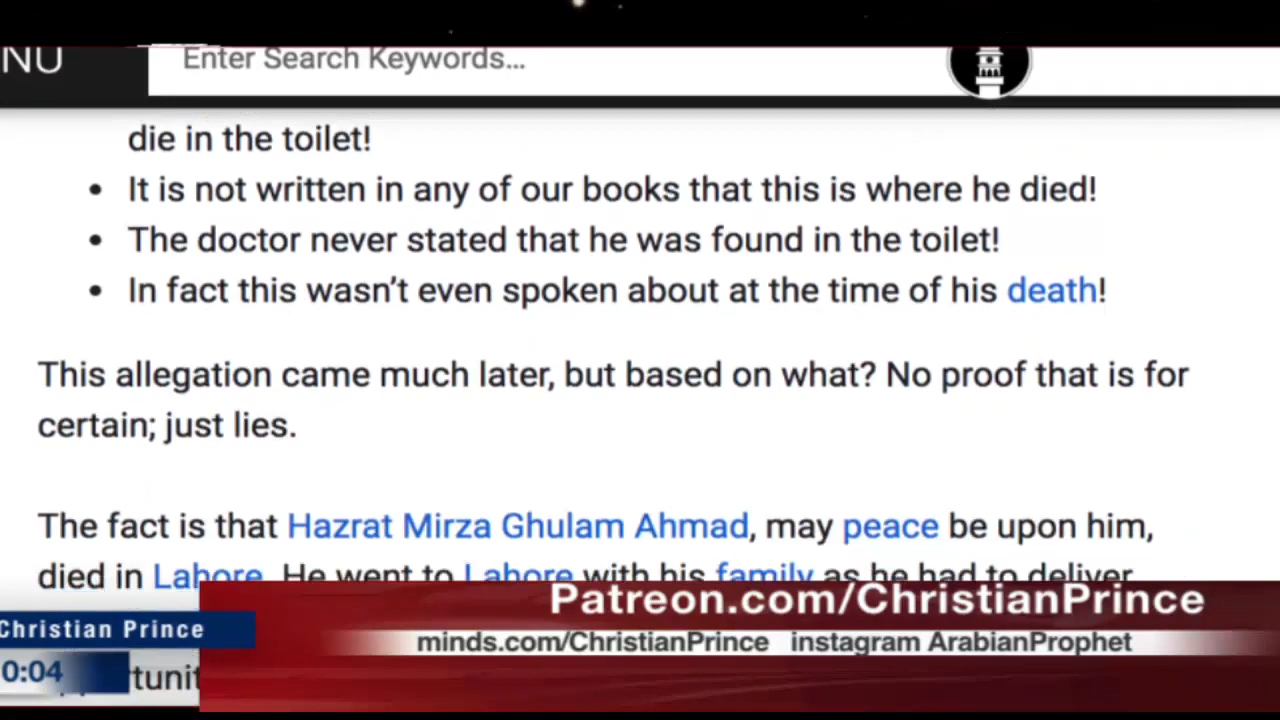 NU
Enter Search Keywords...
die in the toilet!
• It is not written in any of our books that this is where he died!
• The doctor never stated that he was found in the toilet!
• In fact this wasn't even spoken about at the time of his death!
This allegation came much later, but based on what? No proof that is for
certain; just lies.
The fact is that Hazrat Mirza Ghulam Ahmad, may peace be upon him,
died in Lahore. He went to Lahore with his family as he had to deliver
Patreon.com/ChristianPrince
Christian Prince
minds.com/ChristianPrince instagram ArabianProphet
0:04